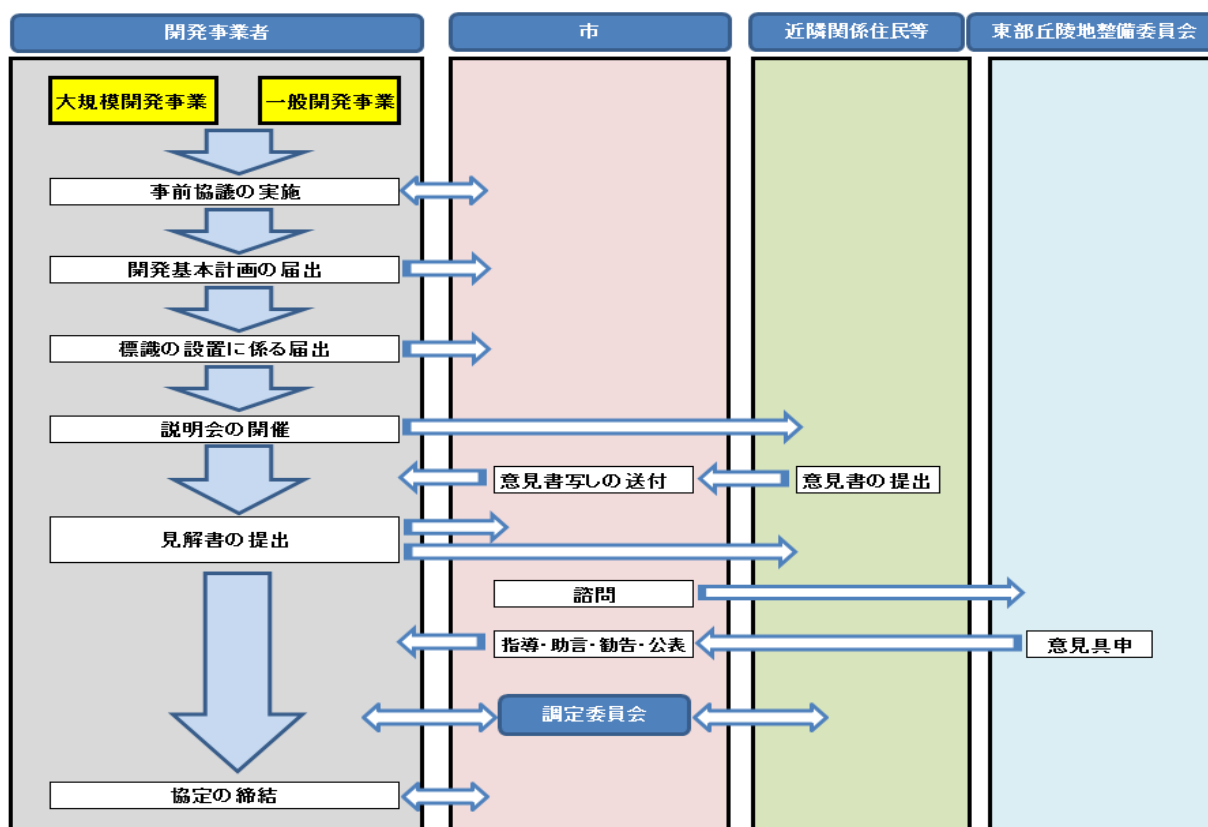 開発事業者
市
近隣関係住民等
東部丘陵地整備委員会
大規模開発事業
一般開発事業
事前協議の実施
開発基本計画の届出
標識の設置に係る届出
説明会の開催
意見書写しの送付
意見書の提出
見解書の提出
諮問
指導・助言・勧告・公表
意見具申
調定委員会
協定の締結